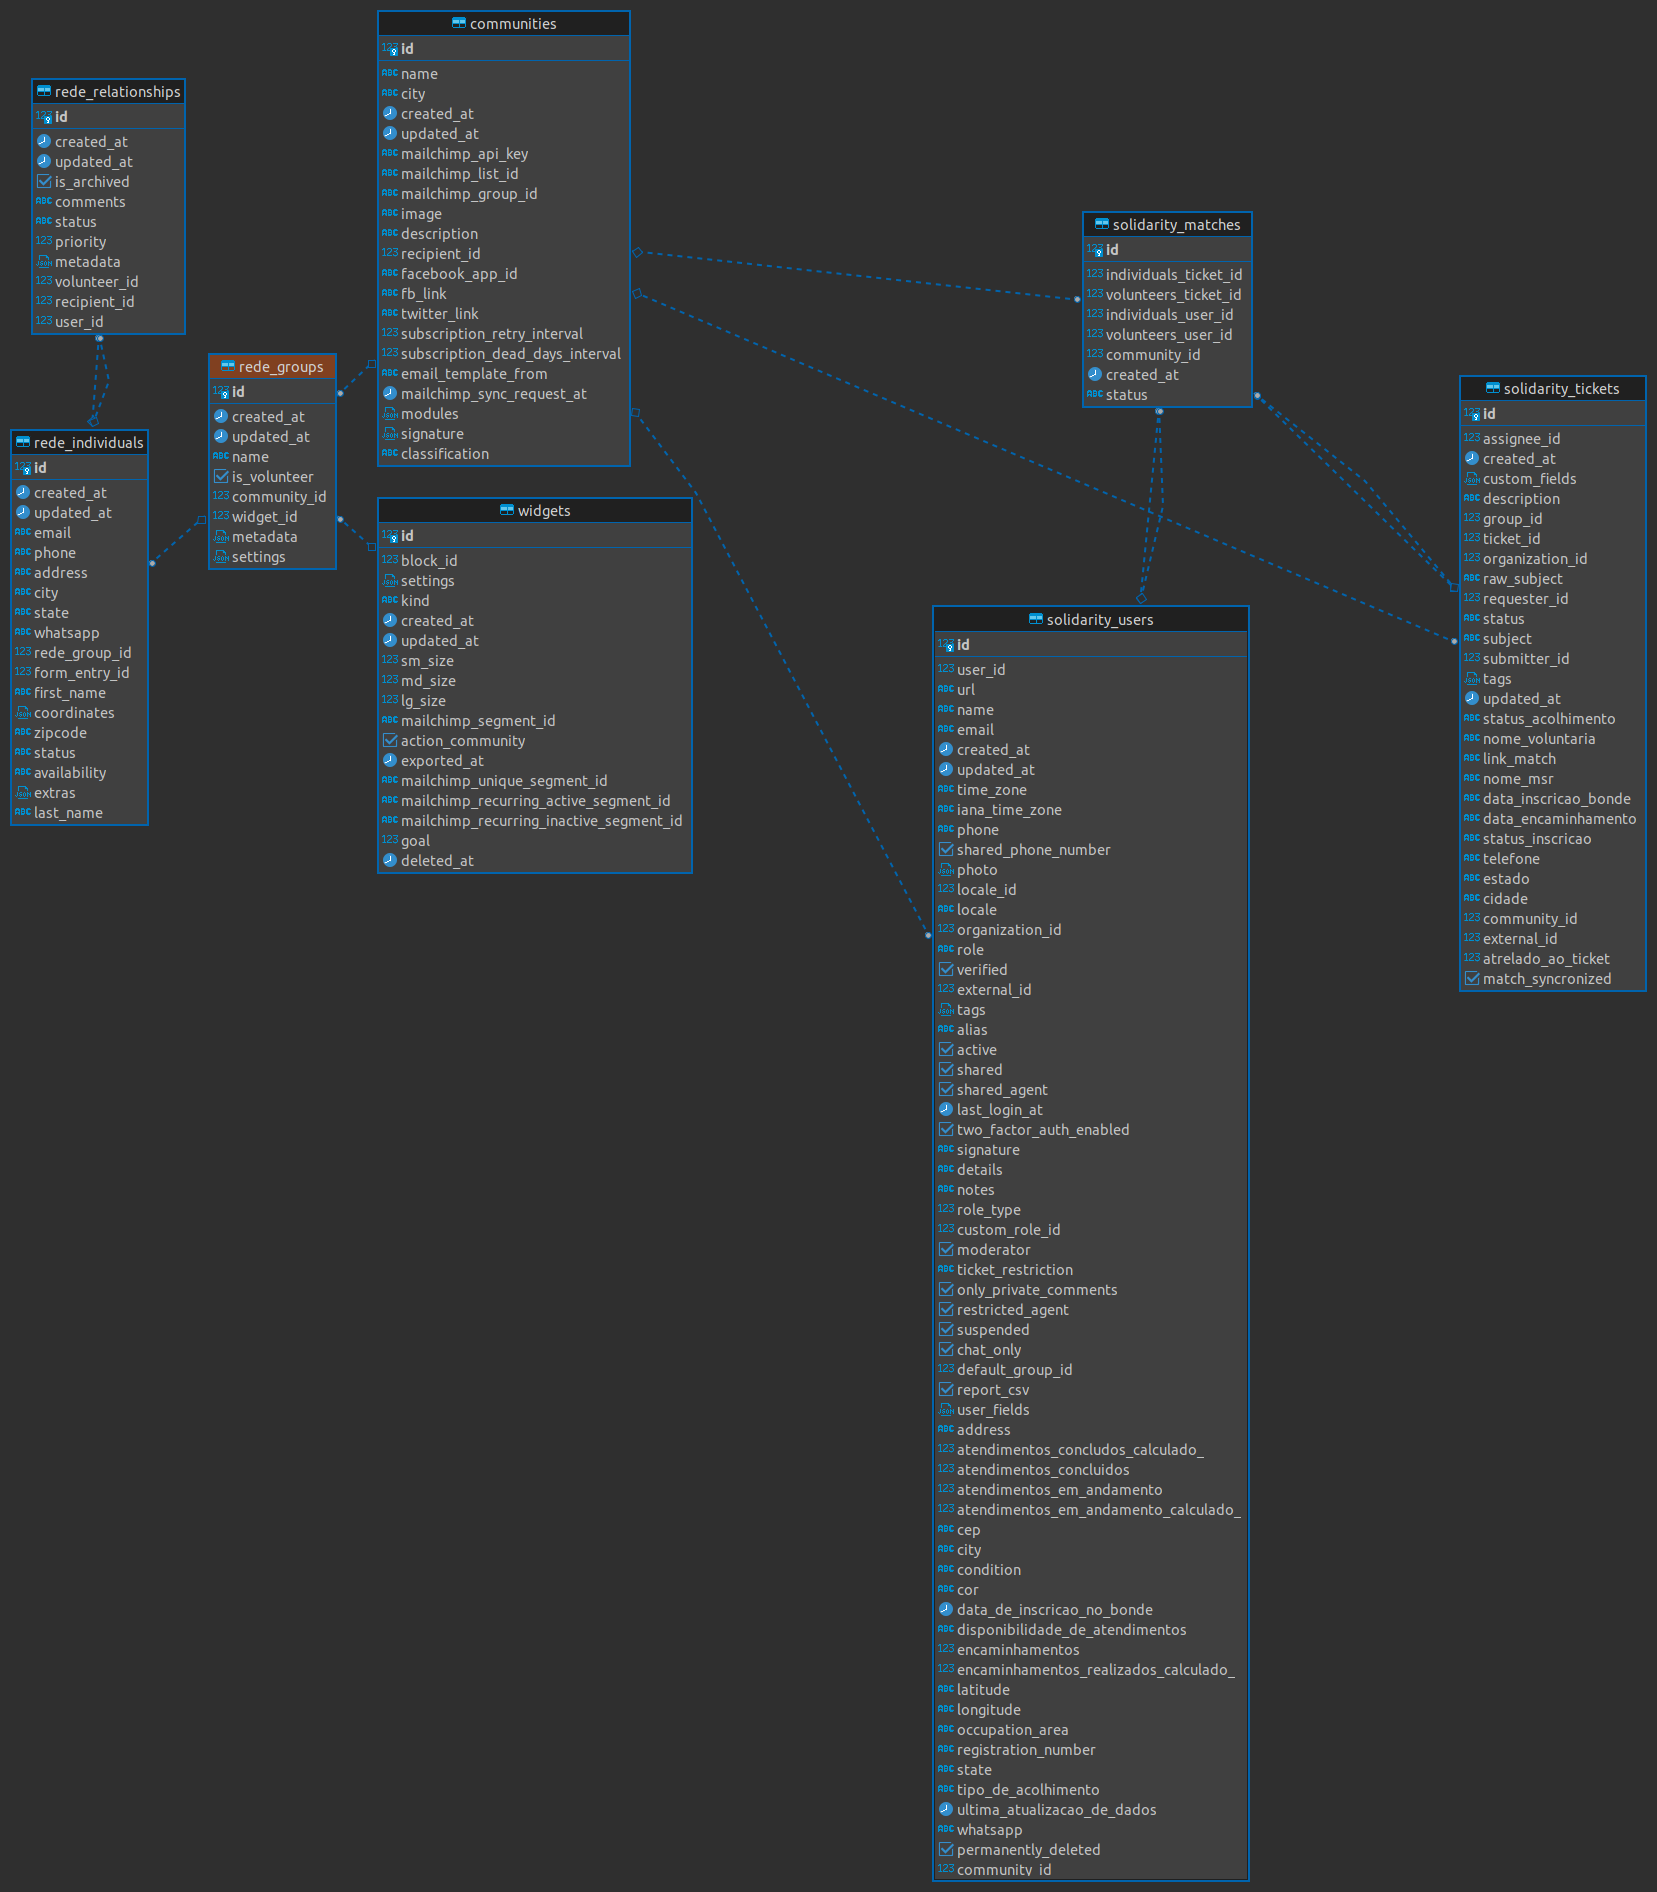 communities
id
name
city
created_at
updated_at
mailchimp_api_key
mailchimp_list_id
mailchimp_group_id
image
description
recipient_id
facebook_app_id
fb_link
twitter_link
subscription_retry_interval
subscription_dead_days_interval
email_template_from
mailchimp_sync_request_at
modules
signature
classification
rede_relationships
id
created_at
updated_at
is_archived
comments
status
priority
metadata
volunteer_id
recipient_id
user_id
rede_groups
id
created_at
updated_at
name
is_volunteer
community_id
widget_id
metadata
settings
rede_individuals
id
created_at
updated_at
email
phone
address
city
state
whatsapp
rede_group_id
form_entry_id
first_name
coordinates
zipcode
status
availability
extras
last_name
widgets
id
block_id
settings
kind
created_at
updated_at
sm_size
md_size
lg_size
mailchimp_segment_id
action_community
exported_at
mailchimp_unique_segment_id
mailchimp_recurring_active_segment_id
mailchimp_recurring_inactive_segment_id
goal
deleted_at
solidarity_matches
id
individuals_ticket_id
volunteers_ticket_id
individuals_user_id
volunteers_user_id
community_id
created_at
status
solidarity_tickets
id
assignee_id
created_at
custom_fields
description
group_id
ticket_id
organization_id
raw_subject
requester_id
status
subject
submitter_id
tags
updated_at
status_acolhimento
nome_voluntaria
link_match
nome_msr
data_inscricao_bonde
data_encaminhamento
status_inscricao
telefone
estado
cidade
community_id
external_id
atrelado_ao_ticket
match_syncronized
solidarity_users
id
user_id
url
name
email
created_at
updated_at
time_zone
iana_time_zone
phone
shared_phone_number
photo
locale_id
locale
organization_id
role
verified
external_id
tags
alias
active
shared
shared_agent
last_login_at
two_factor_auth_enabled
signature
details
notes
role_type
custom_role_id
moderator
ticket_restriction
only_private_comments
restricted_agent
suspended
chat_only
default_group_id
report_csv
user_fields
address
atendimentos_concludos_calculado_
atendimentos_concluidos
atendimentos_em_andamento
atendimentos_em_andamento_calculado_
cep
city
condition
cor
data_de_inscricao_no_bonde
disponibilidade_de_atendimentos
encaminhamentos
encaminhamentos_realizados_calculado_
latitude
longitude
occupation_area
registration_number
state
tipo_de_acolhimento
ultima_atualizacao_de_dados
whatsapp
permanently_deleted
community_id